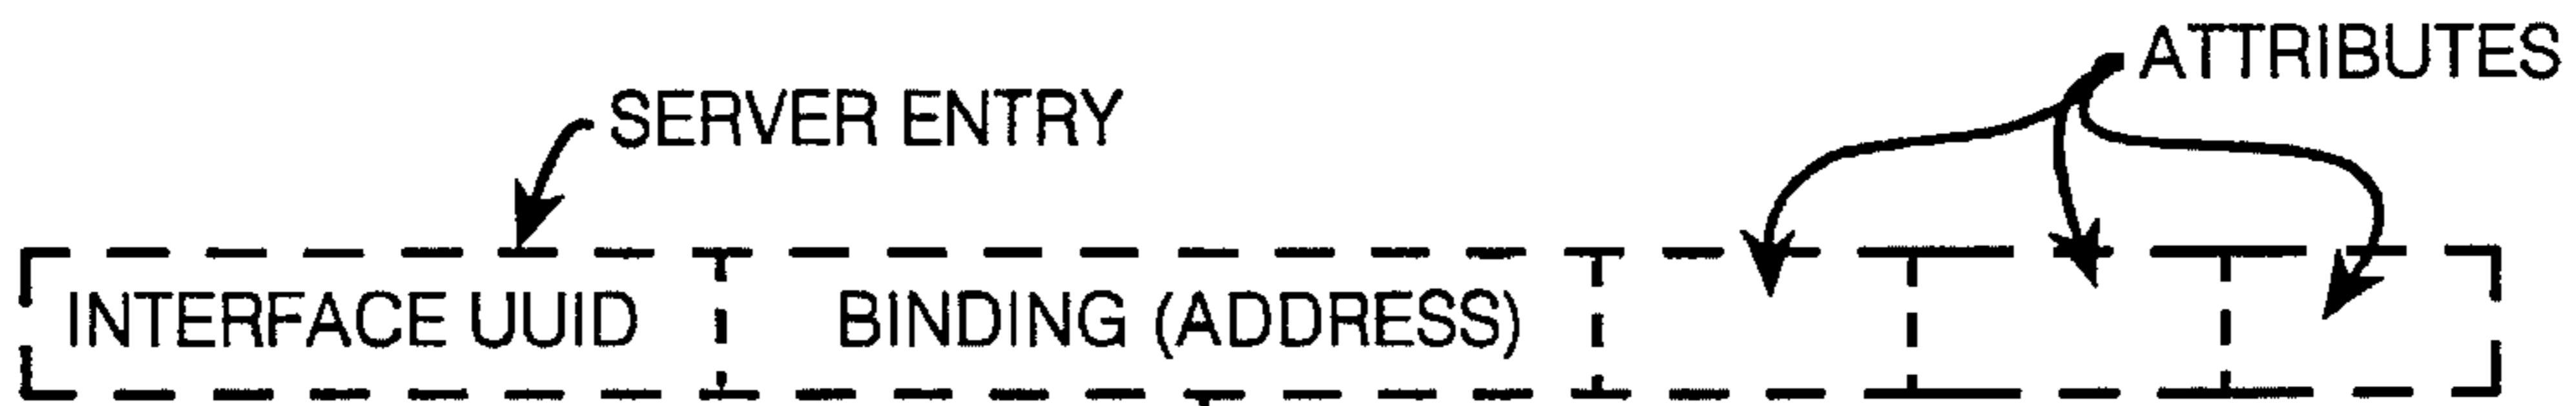 ATTRIBUTES
SERVER ENTRY
INTERFACE UUID
BINDING (ADDRESS)